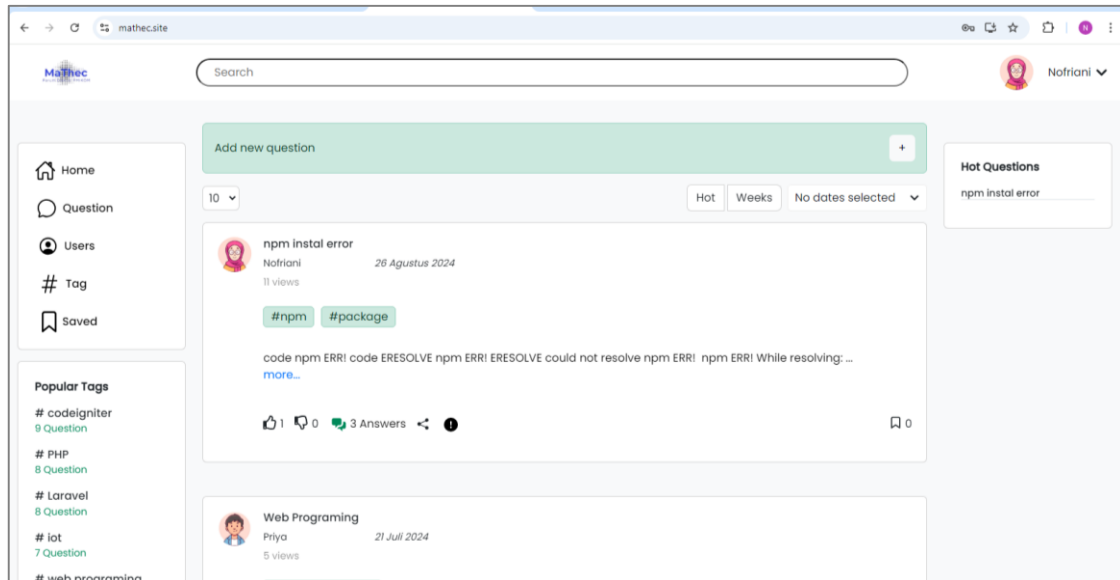 mathec.site
N
MaThec
Search
Nofriani
Home
Question
Users
Tag
Saved
Popular Tags
# codeigniter
9 Question
# PHP
8 Question
# Laravel
8 Question
# iot
7 Question
# web programing
Add new question
+
10
Hot
Weeks
No dates selected
npm instal error
Nofriani 26 Agustus 2024
11 views
#npm #package
code npm ERR! code ERESOLVE npm ERR! ERESOLVE could not resolve npm ERR! npm ERR! While resolving: ...
more...
1 0 3 Answers 0
Web Programing
Priya 21 Juli 2024
5 views
Hot Questions
npm instal error